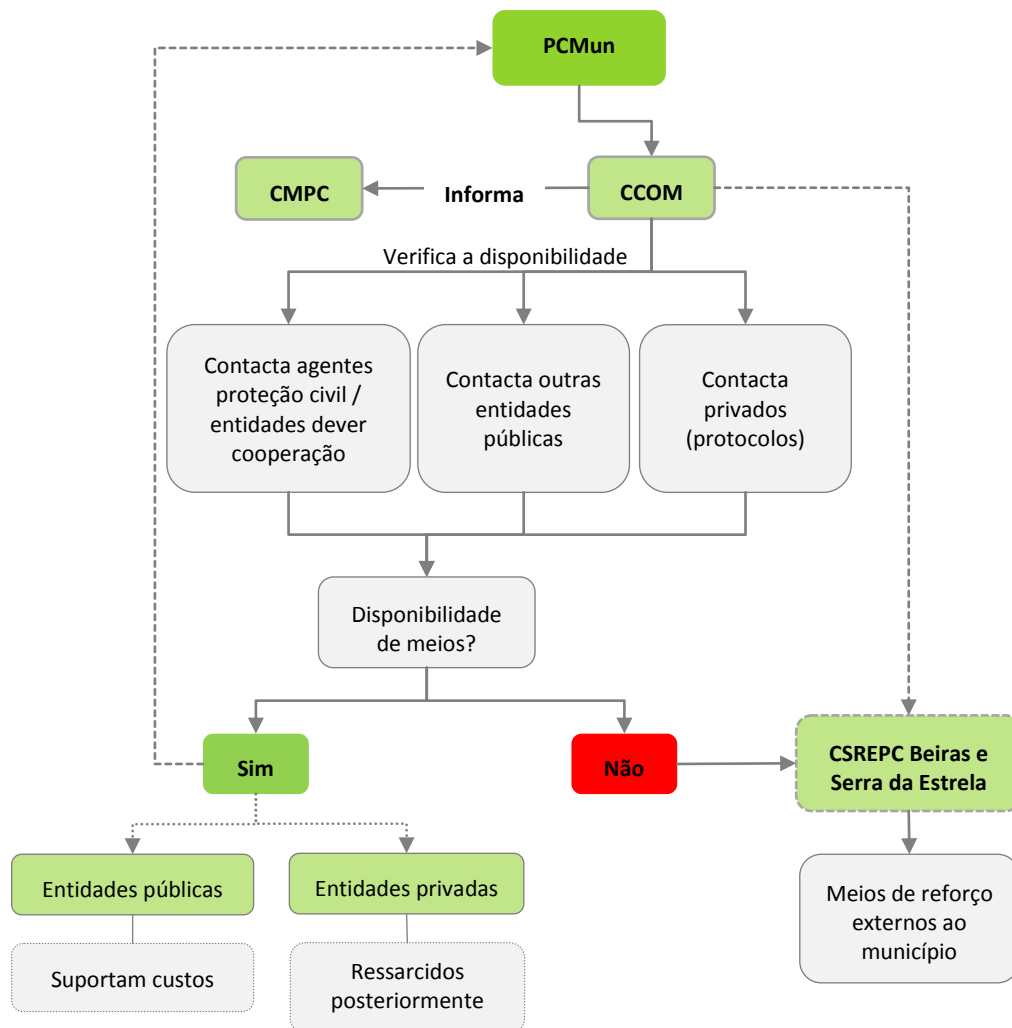 PCMun
CMPC
Informa
CCOM
Verifica a disponibilidade
Contacta agentes
proteção civil /
entidades dever
cooperação
Contacta outras
entidades
públicas
Contacta
privados
(protocolos)
Disponibilidade
de meios?
Sim
Não
CSREPC Beiras e
Serra da Estrela
Entidades públicas
Entidades privadas
Meios de reforço
externos ao
município
Suportam custos
Ressarcidos
posteriormente